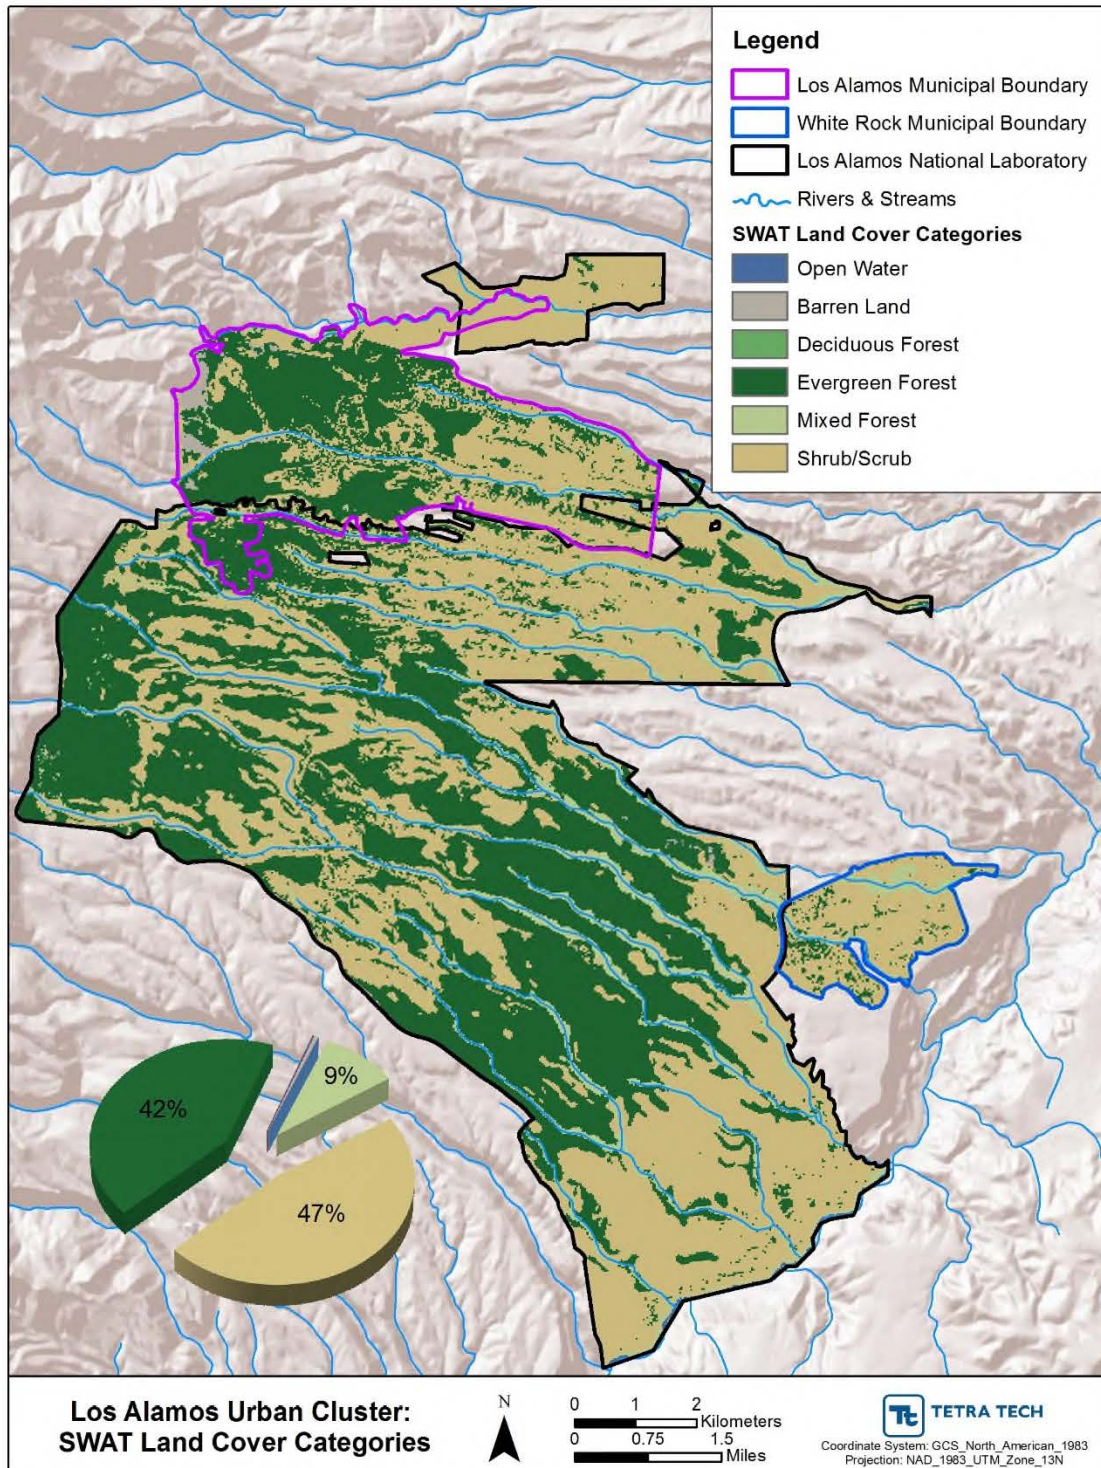 Legend
Los Alamos Municipal Boundary
White Rock Municipal Boundary
Los Alamos National Laboratory
Rivers & Streams
SWAT Land Cover Categories
Open Water
Barren Land
Deciduous Forest
Evergreen Forest
Mixed Forest
Shrub/Scrub
9%
42%
47%
Los Alamos Urban Cluster:
SWAT Land Cover Categories
N
0 1 2
Kilometers
0 0.75 1.5
Miles
Tt TETRA TECH
Coordinate System: GCS_North_American_1983
Projection: NAD_1983_UTM_Zone_13N